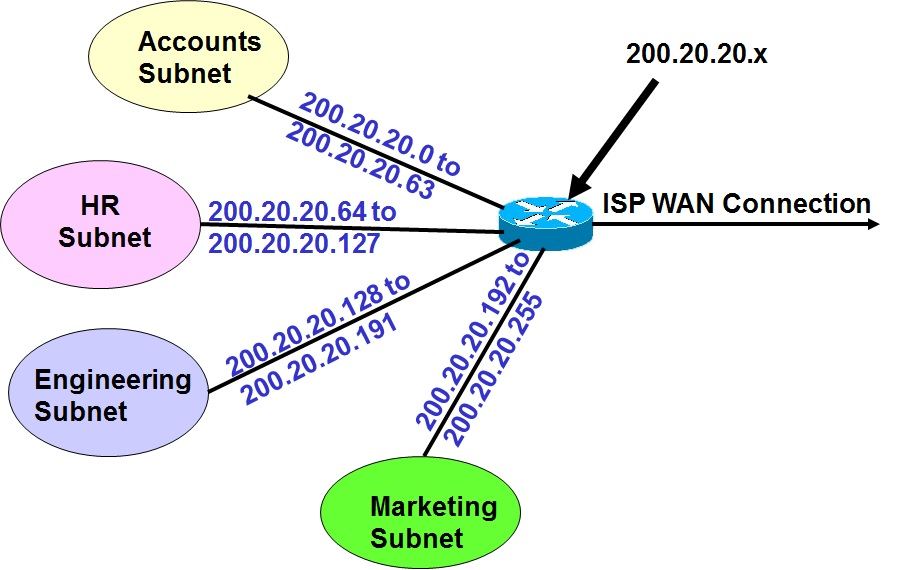 Accounts
Subnet
200.20.20.x
200.20.20.0 to
200.20.20.63
HR
Subnet
200.20.20.64 to
200.20.20.127
ISP WAN Connection
200.20.20.128 to
200.20.20.191
200.20.20.192 to
200.20.20.255
Engineering
Subnet
Marketing
Subnet